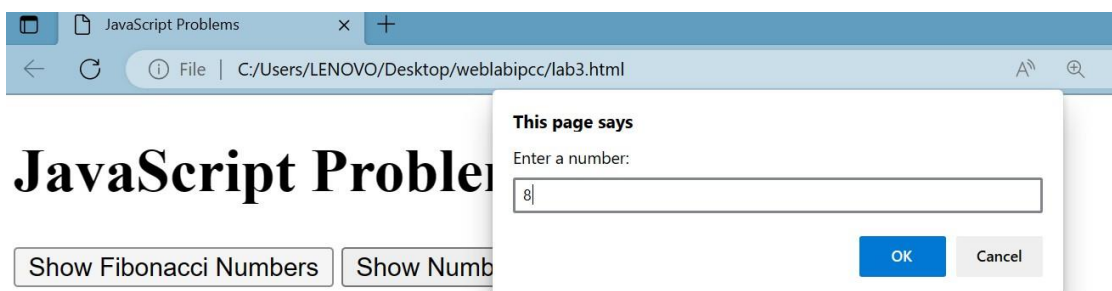 JavaScript Problems
File | C:/Users/LENOVO/Desktop/weblabipcc/lab3.html
This page says
Enter a number:
8
JavaScript Proble
OK Cancel
Show Fibonacci Numbers Show Numb